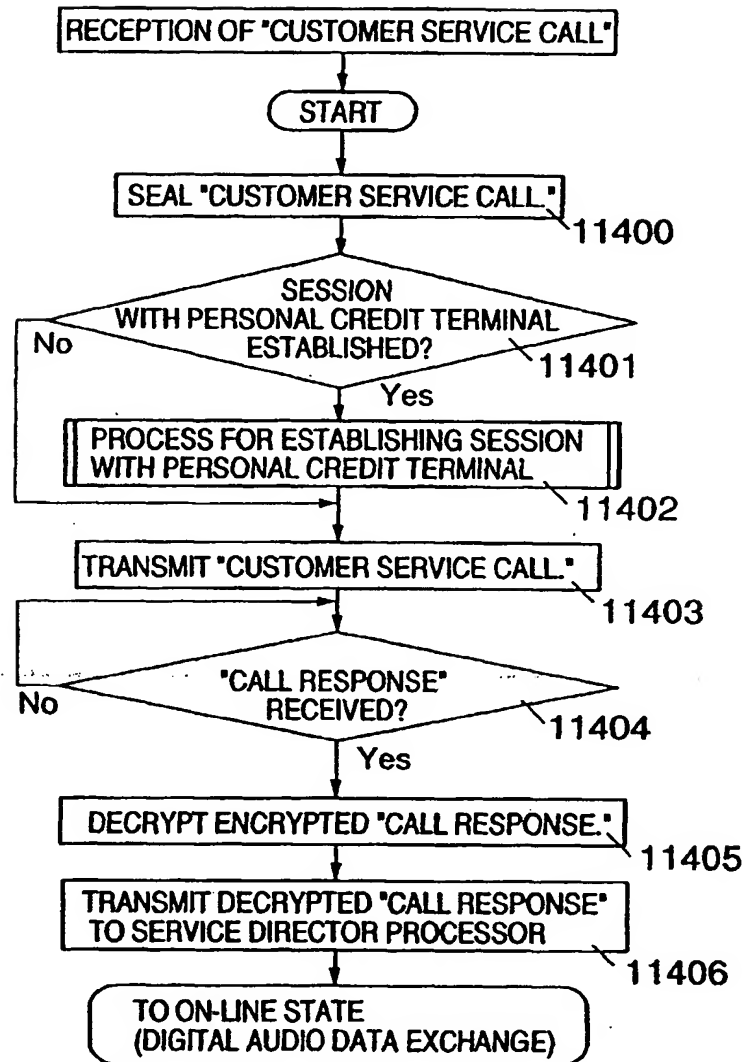 RECEPTION OF "CUSTOMER SERVICE CALL"
START
SEAL "CUSTOMER SERVICE CALL."
11400
SESSION
WITH PERSONAL CREDIT TERMINAL
ESTABLISHED?
No
11401
Yes
PROCESS FOR ESTABLISHING SESSION
WITH PERSONAL CREDIT TERMINAL
11402
TRANSMIT "CUSTOMER SERVICE CALL."
11403
"CALL RESPONSE"
RECEIVED?
No
11404
Yes
DECRYPT ENCRYPTED "CALL RESPONSE."
11405
TRANSMIT DECRYPTED "CALL RESPONSE"
TO SERVICE DIRECTOR PROCESSOR
11406
TO ON-LINE STATE
(DIGITAL AUDIO DATA EXCHANGE)